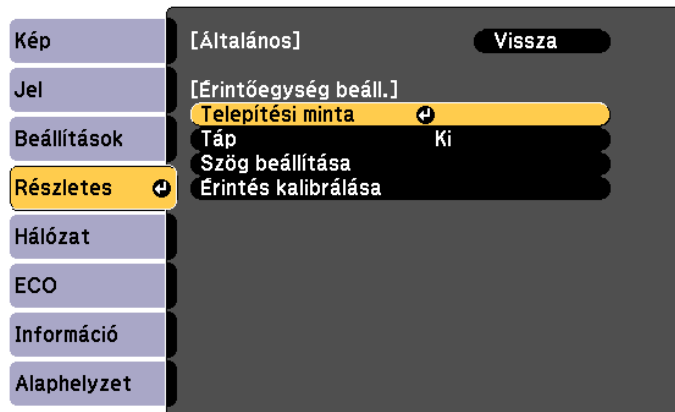 Kép
Jel
Beállítások
Részletes
Hálózat
ECO
Információ
Alaphelyzet
[Általános] Vissza
[Érintőegység beáll.]
Telepítési minta
Táp Ki
Szög beállítása
Érintés kalibrálása